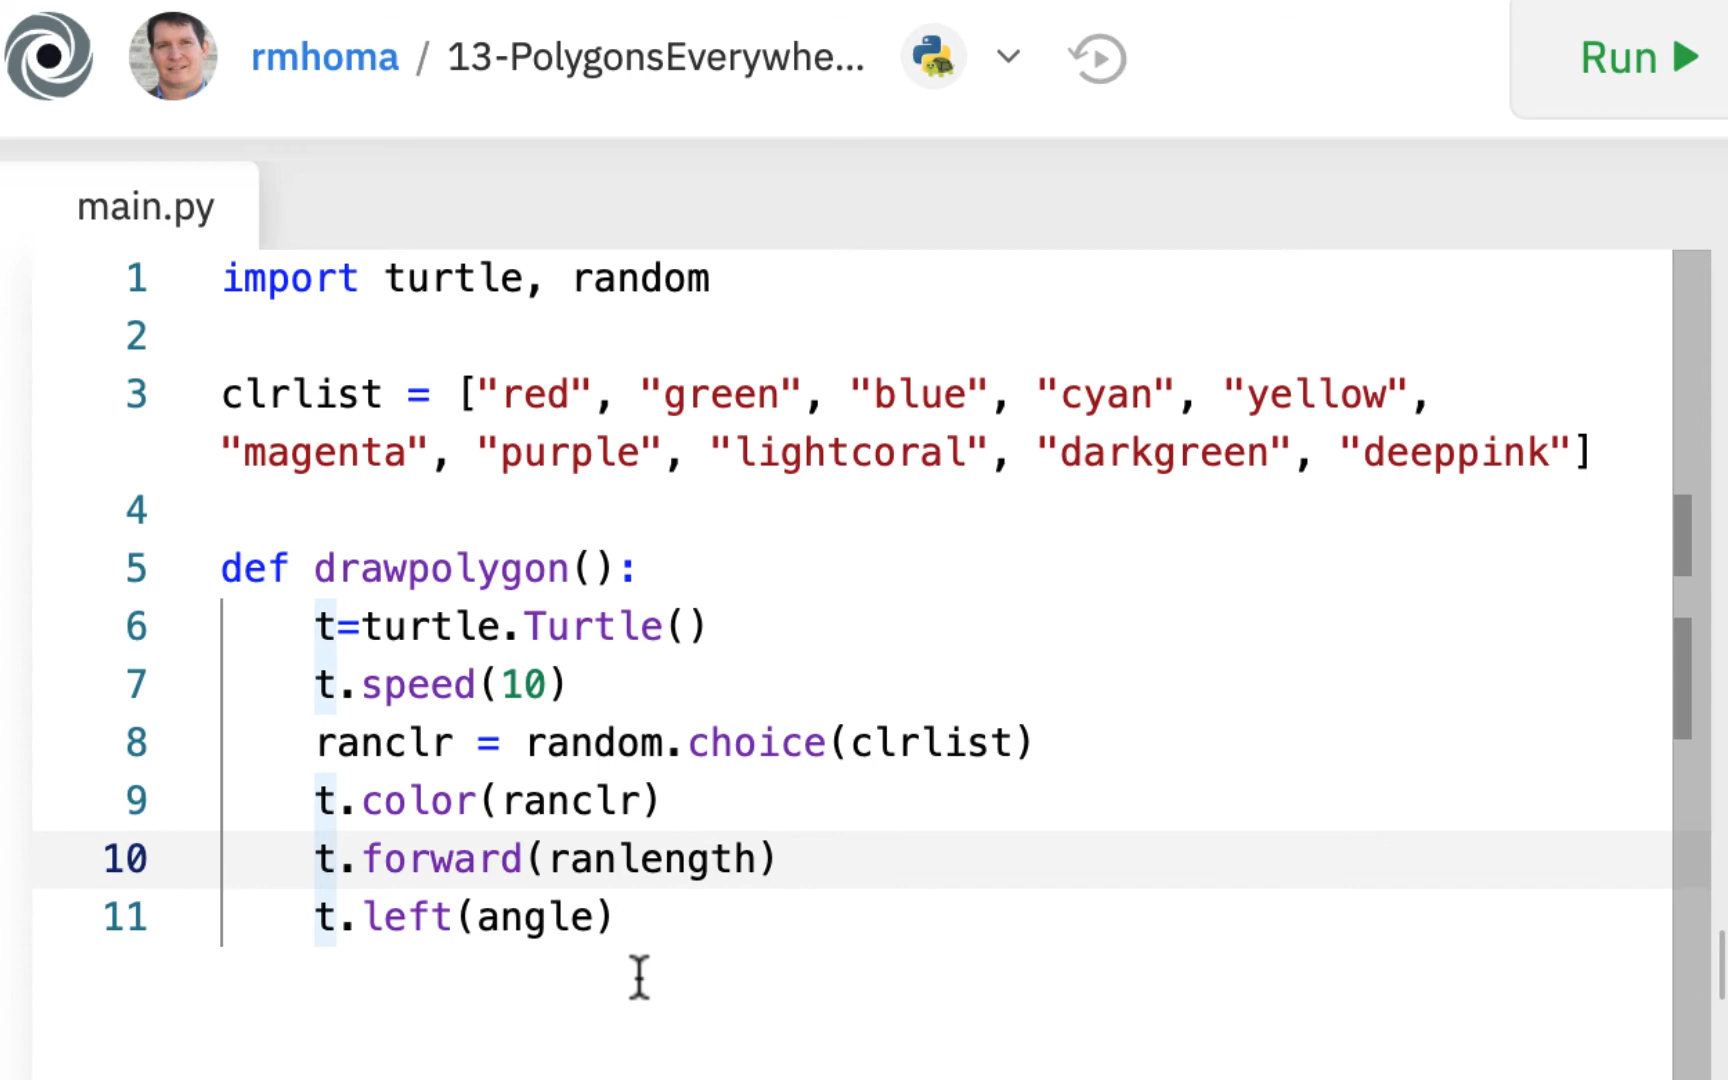 rmhoma / 13-PolygonsEverywhe...
Run
main.py
1 import turtle, random
2
3 clrlist = ["red", "green", "blue", "cyan", "yellow",
"magenta", "purple", "lightcoral", "darkgreen", "deeppink"]
4
5 def drawpolygon():
6 t=turtle.Turtle()
7 t.speed(10)
8 ranclr = random.choice(clrlist)
9 t.color(ranclr)
10 t.forward(ranlength)
11 t.left(angle)